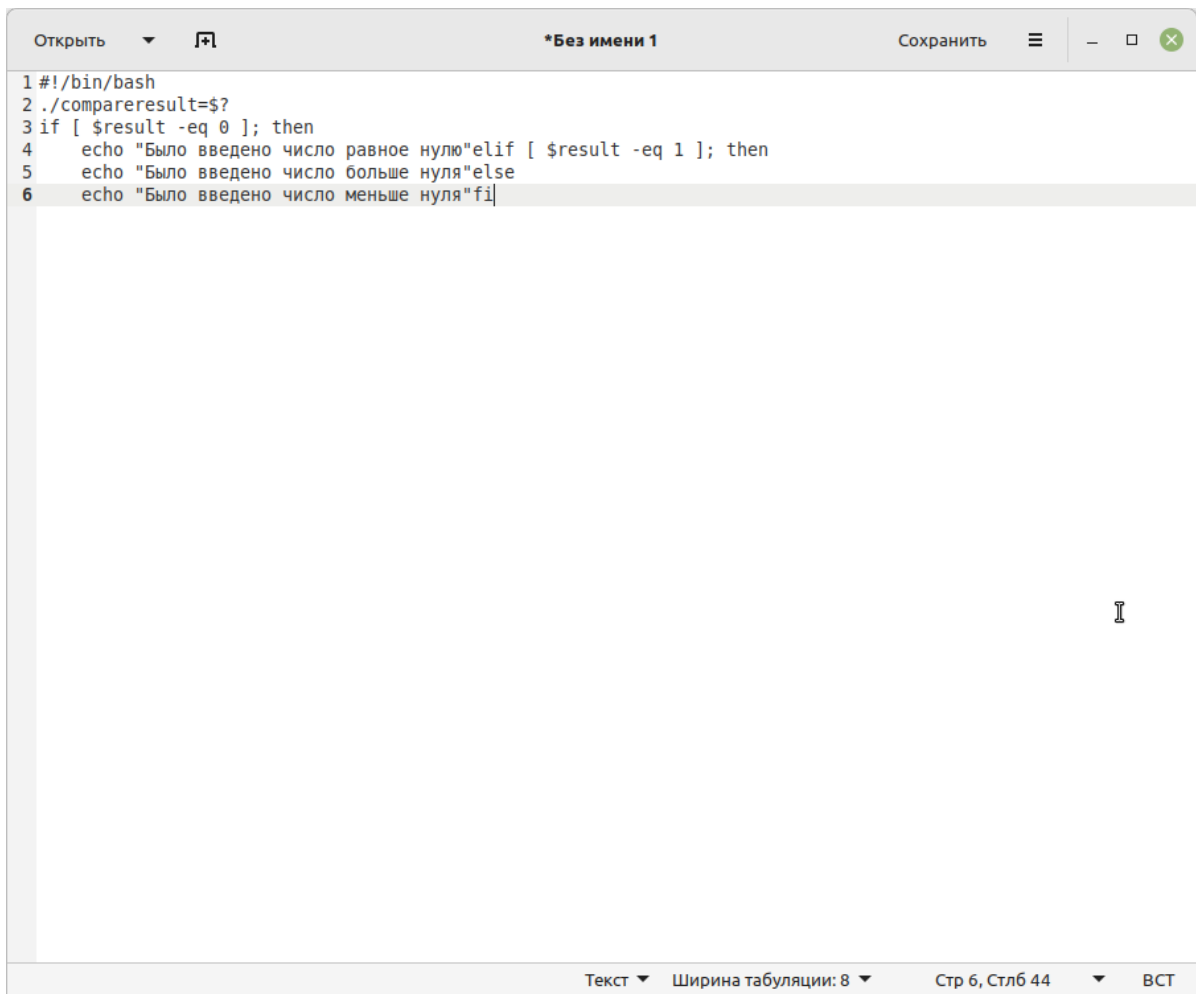 Открыть *Без имени 1 Сохранить
1 #!/bin/bash
2 ./compareresult=$?
3 if [ $result -eq 0 ]; then
4     echo "Было введено число равное нулю"elif [ $result -eq 1 ]; then
5     echo "Было введено число больше нуля"else
6     echo "Было введено число меньше нуля"fi
Текст Ширина табуляции: 8 Стр 6, Стлб 44 ВСТ